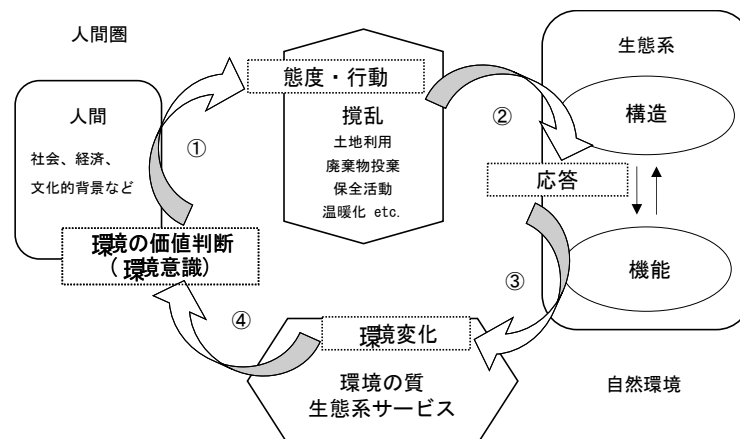 人間圏
人間
社会、経済、
文化的背景など
環境の価値判断
(環境意識)
①
態度・行動
撹乱
土地利用
廃棄物投棄
保全活動
温暖化 etc.
②
生態系
構造
応答
機能
③
環境変化
環境の質
生態系サービス
④
自然環境